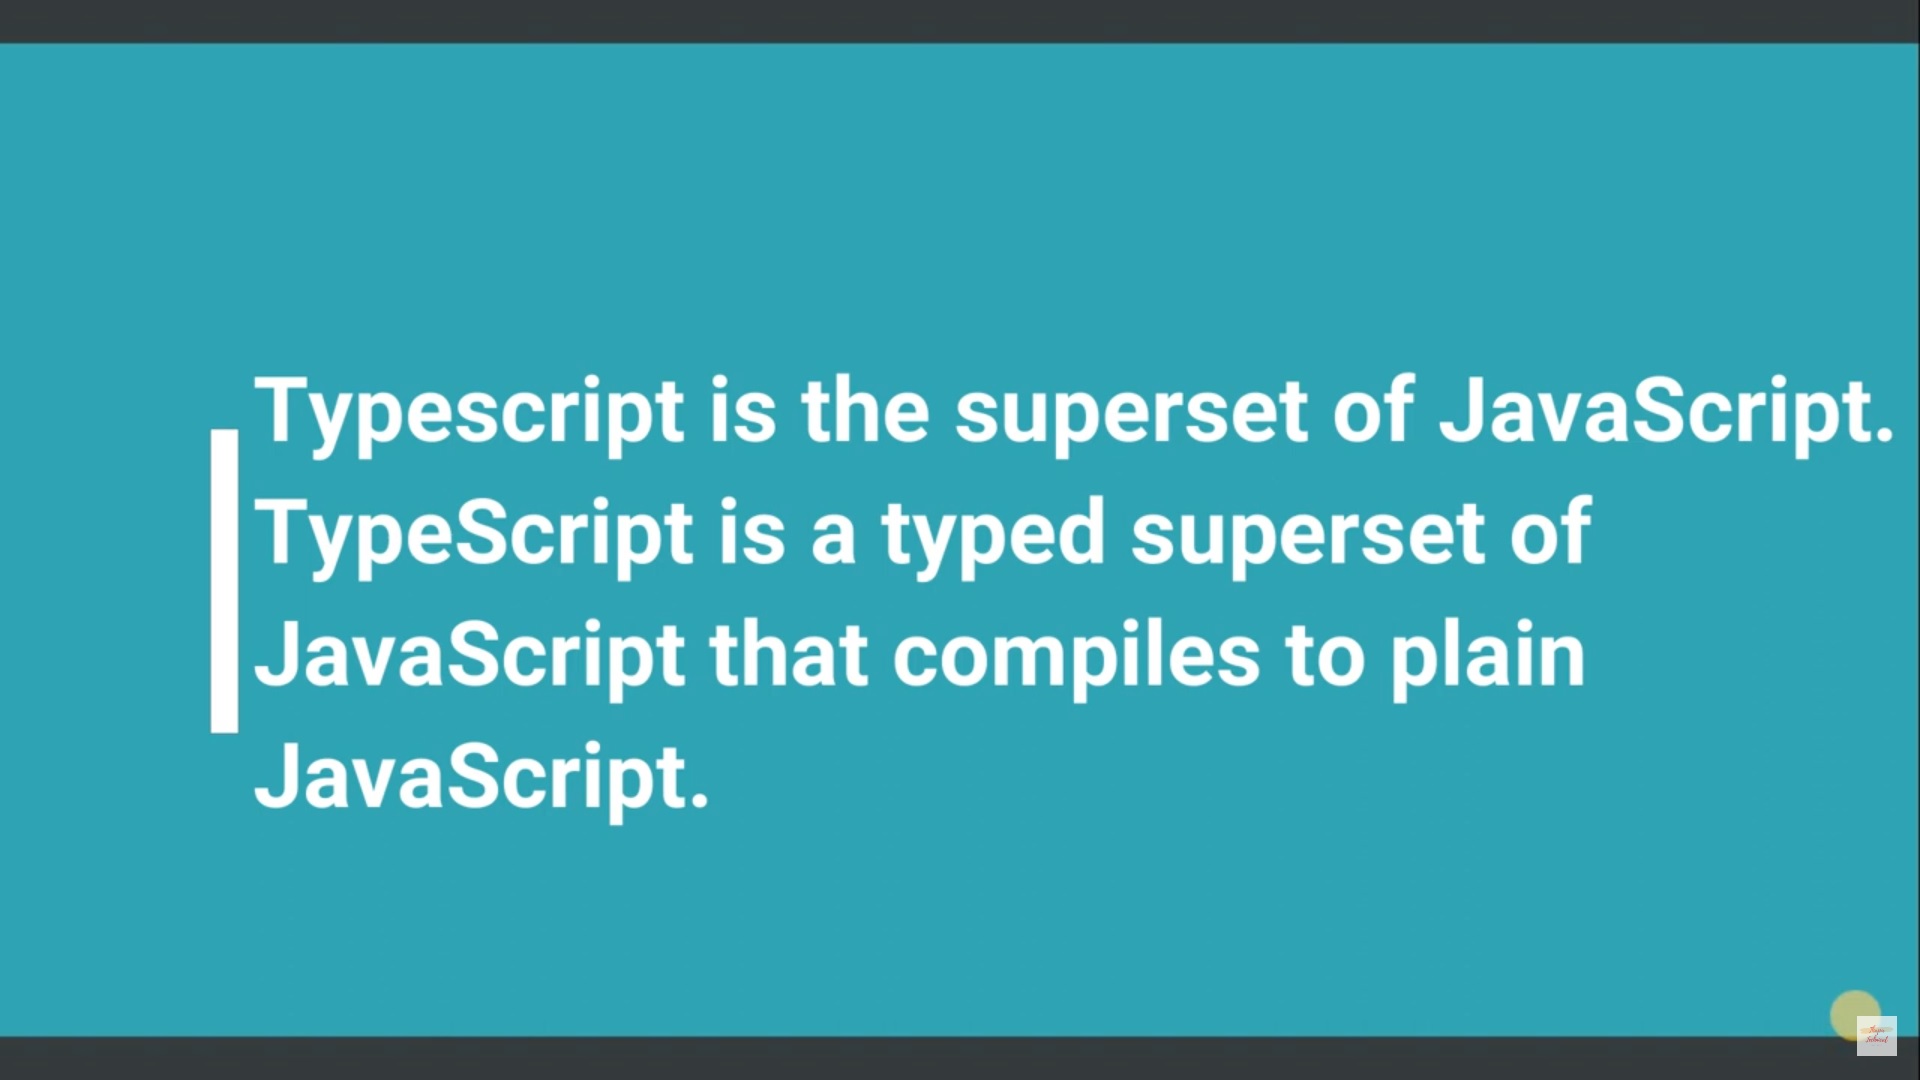 Typescript is the superset of JavaScript.
TypeScript is a typed superset of
JavaScript that compiles to plain
JavaScript.